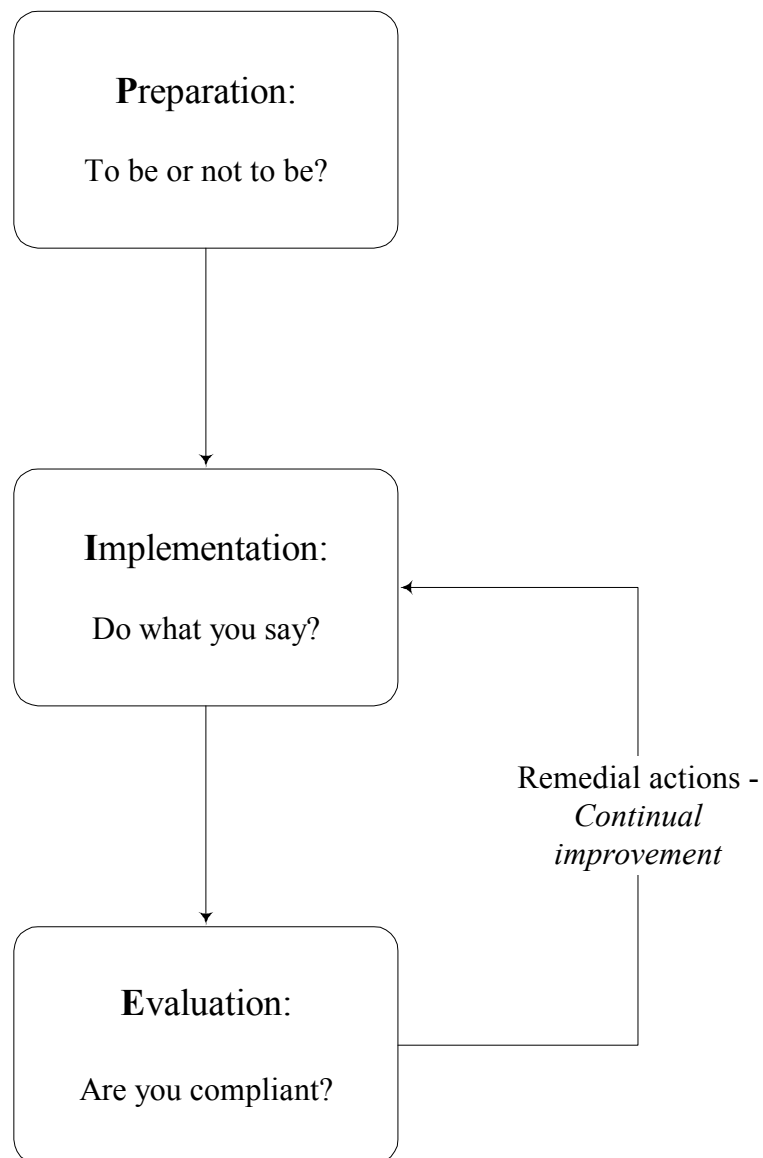 Preparation:
To be or not to be?
Implementation:
Do what you say?
Remedial actions -
Continual
improvement
Evaluation:
Are you compliant?